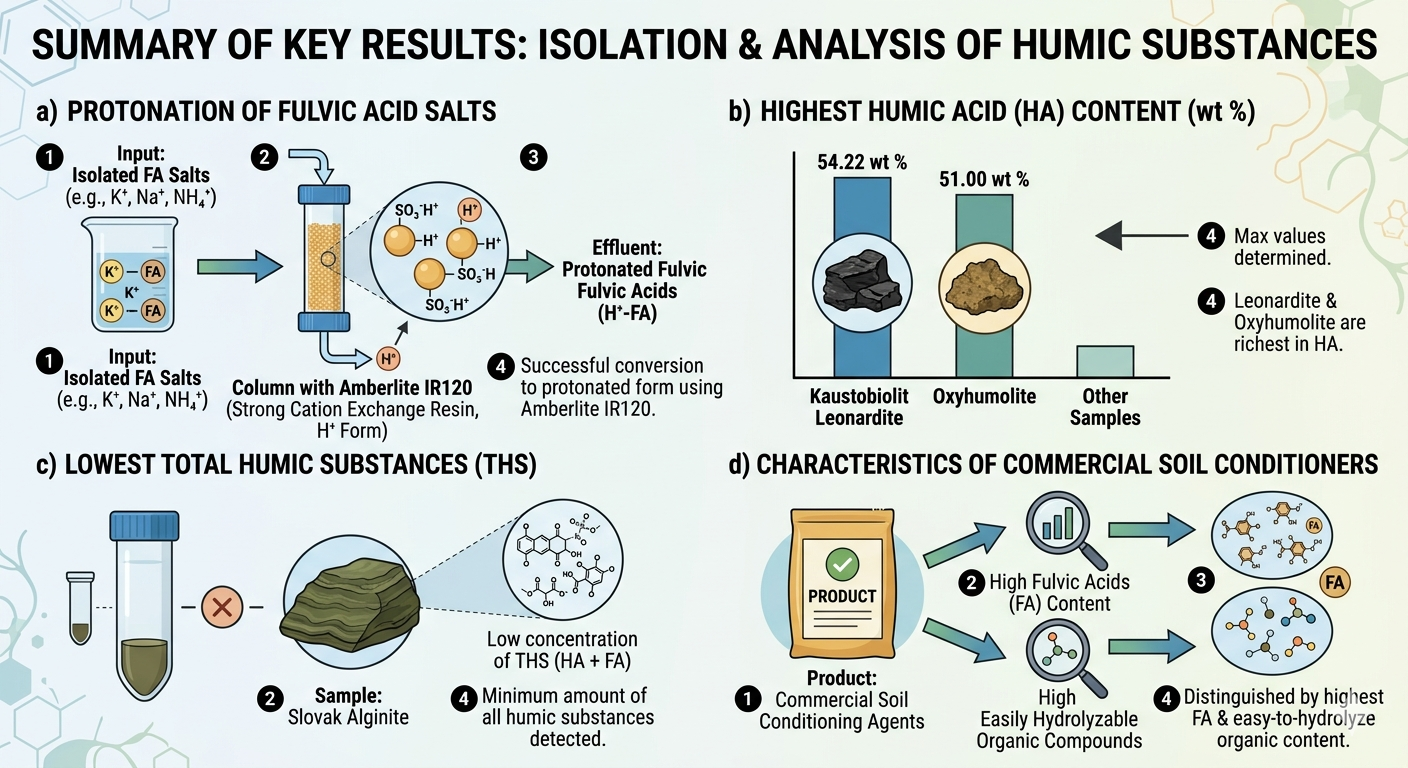 SUMMARY OF KEY RESULTS: ISOLATION & ANALYSIS OF HUMIC SUBSTANCES
a) PROTONATION OF FULVIC ACID SALTS
1
Input:
Isolated FA Salts
(e.g., K⁺, Na⁺, NH₄⁺)
K⁺ – FA
K⁺
K⁺ – FA
1
Input:
Isolated FA Salts
(e.g., K⁺, Na⁺, NH₄⁺)
2
SO₃⁻H⁺
H⁺
–H⁺
–H⁺
–SO₃⁻H
SO₃⁻H⁺
H⁰
Column with Amberlite IR120
(Strong Cation Exchange Resin,
H⁺ Form)
3
Effluent:
Protonated Fulvic
Fulvic Acids
(H⁺-FA)
4 Successful conversion
to protonated form using
Amberlite IR120.
b) HIGHEST HUMIC ACID (HA) CONTENT (wt %)
54.22 wt %
51.00 wt %
Kaustobiolit
Leonardite
Oxyhumolite
Other
Samples
4 Max values
determined.
4 Leonardite &
Oxyhumolite are
richest in HA.
c) LOWEST TOTAL HUMIC SUBSTANCES (THS)
2 Sample:
Slovak Alginite
Low concentration
of THS (HA + FA)
4 Minimum amount of
all humic substances
detected.
d) CHARACTERISTICS OF COMMERCIAL SOIL CONDITIONERS
PRODUCT
1 Product:
Commercial Soil
Conditioning Agents
2 High Fulvic Acids
(FA) Content
High
Easily Hydrolyzable
Organic Compounds
3
FA
FA
4 Distinguished by highest
FA & easy-to-hydrolyze
organic content.